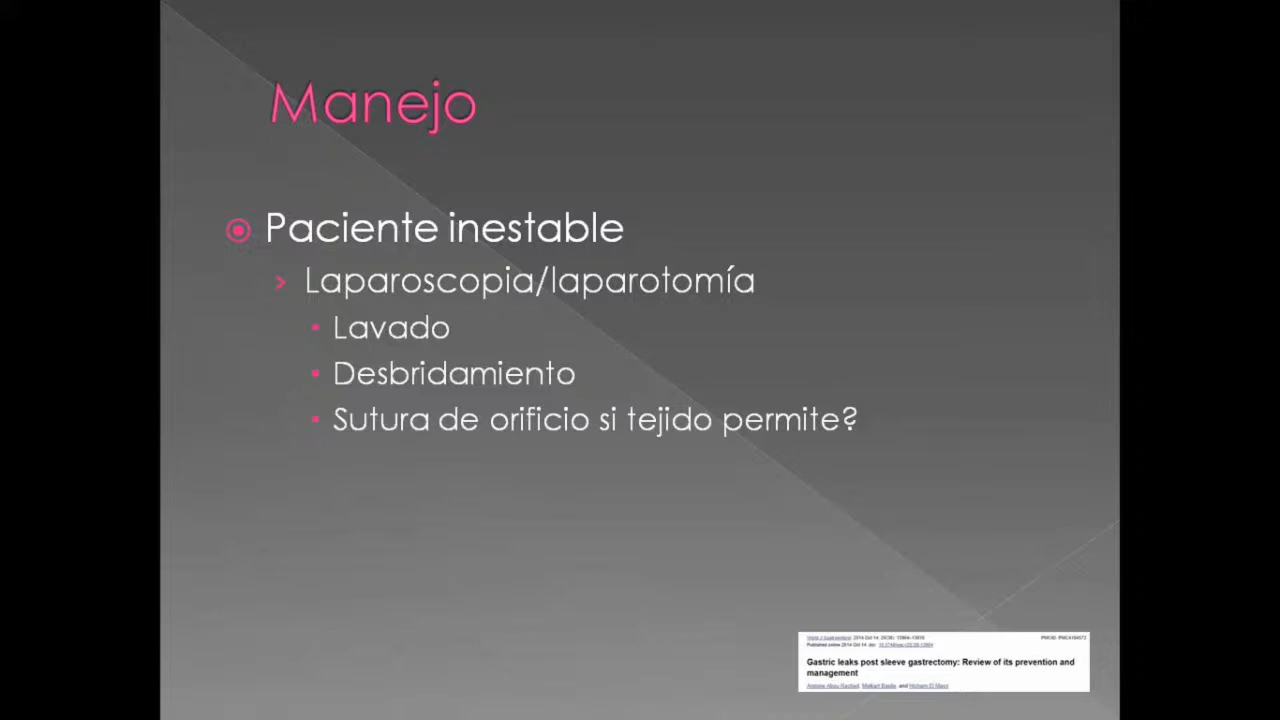 Manejo
Paciente inestable
Laparoscopia/laparotomía
Lavado
Desbridamiento
Sutura de orificio si tejido permite?
Gastric leaks post sleeve gastrectomy: Review of its prevention and
management